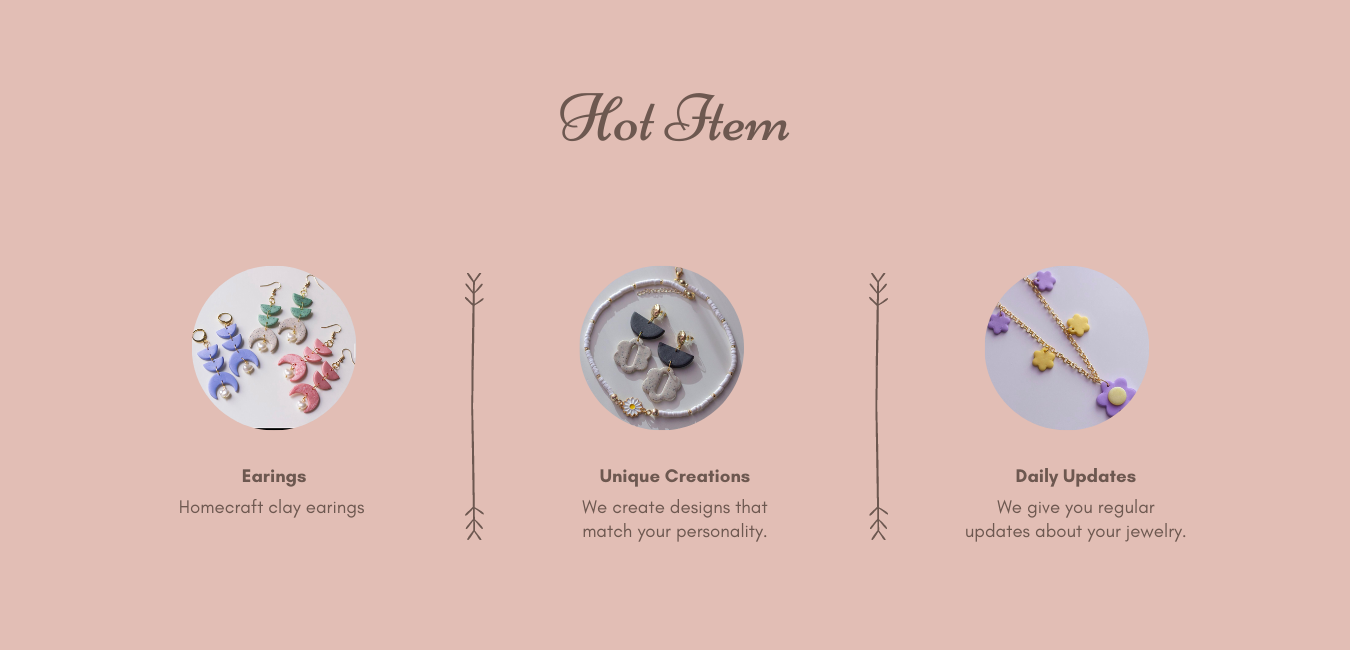 Hot Item
Earings
Homecraft clay earings
Unique Creations
We create designs that
match your personality.
Daily Updates
We give you regular
updates about your jewelry.